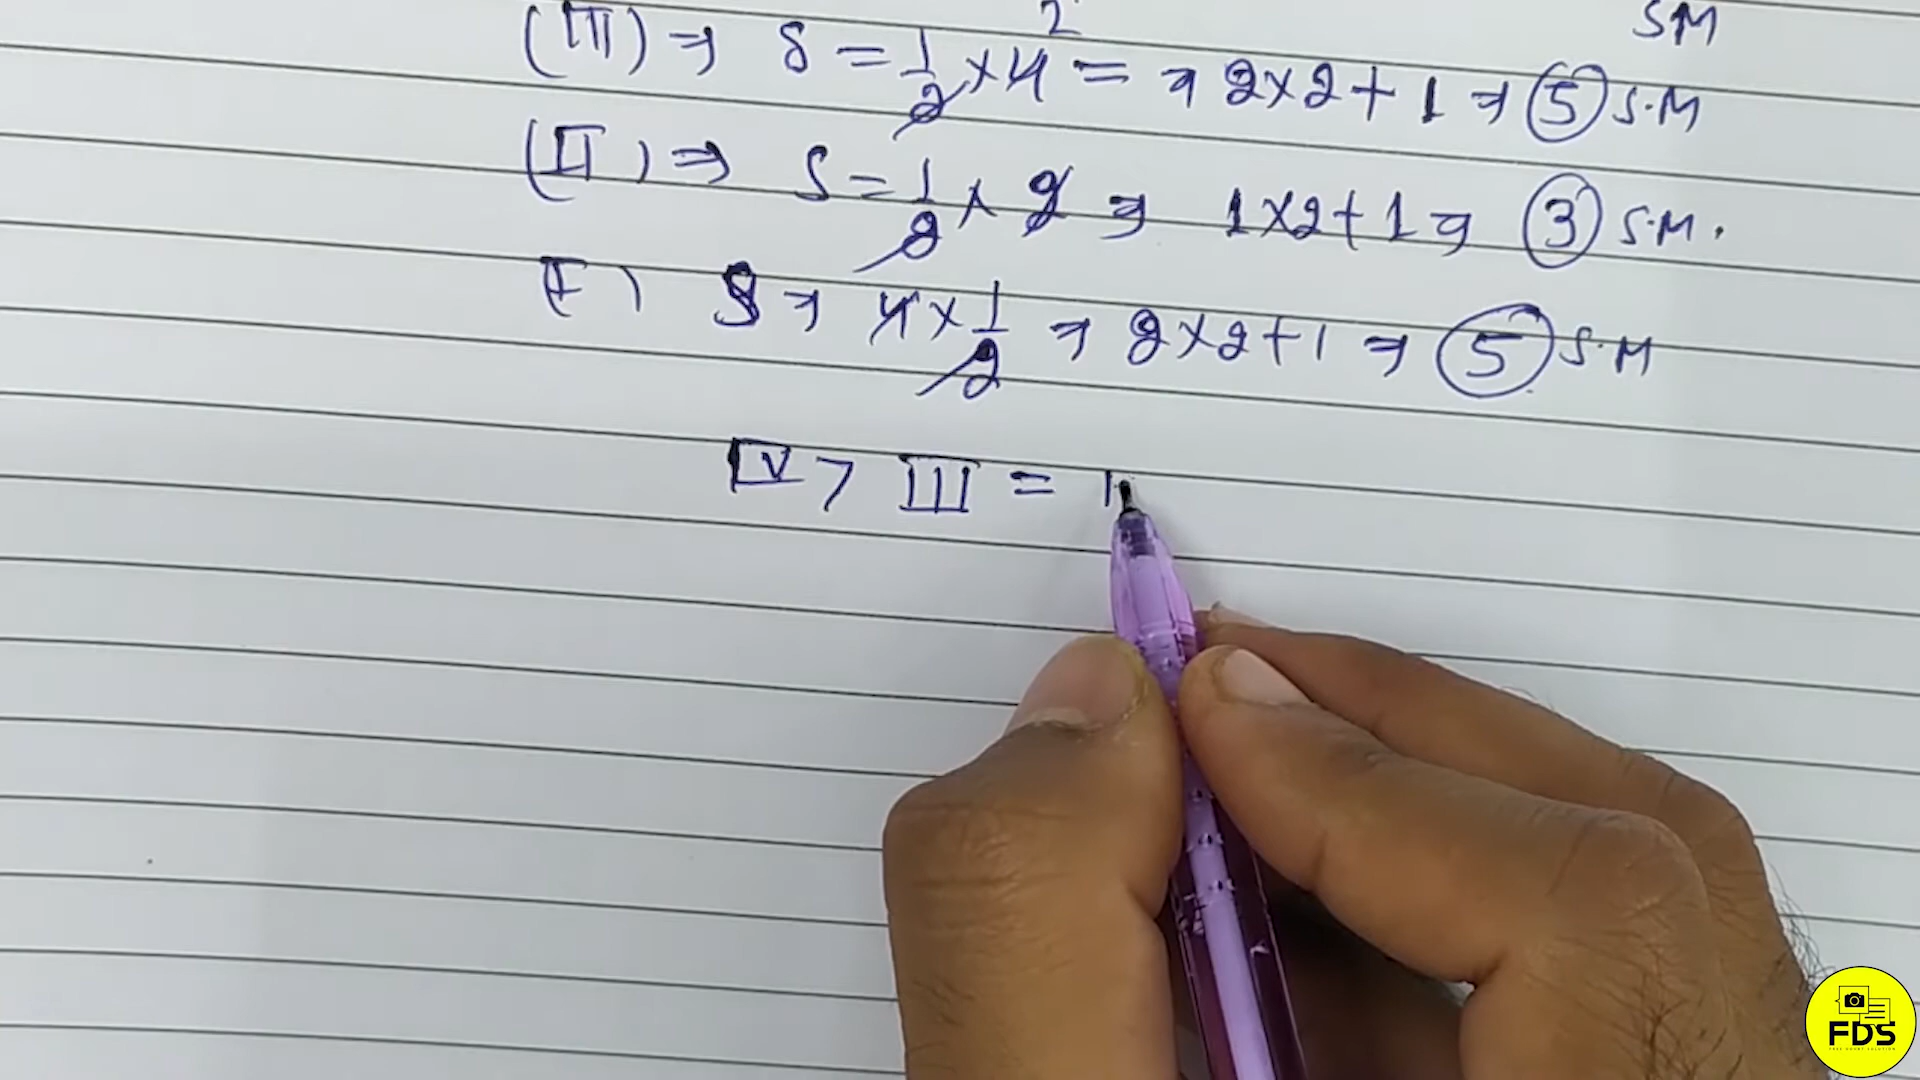 2 SM
(III) ⇒ S = 1/2 × 4 = ⇒ 2×2+1 ⇒ 5 S.M
(II) ⇒ S = 1/2 × 2 ⇒ 1×2+1 ⇒ 3 S.M.
(I) S ⇒ 4 × 1/2 ⇒ 2×2+1 ⇒ 5 S.M
IV > III = I
FDS